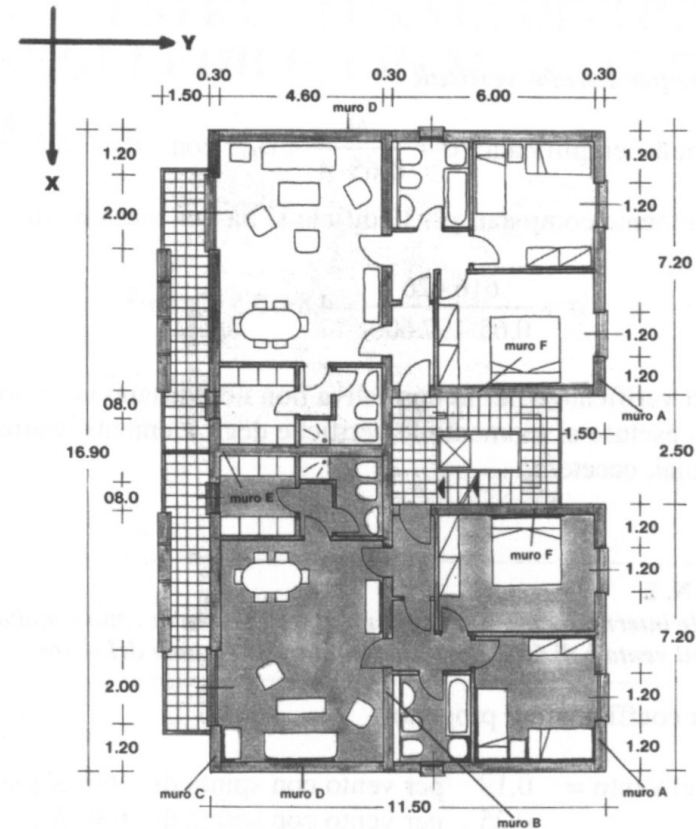 Y
X
0.30 0.30 0.30
1.50 4.60 6.00
muro D
1.20 1.20
2.00 1.20
7.20
1.20
muro F
1.20
muro A
08.0
1.50
16.90 2.50
08.0
muro E
1.20
muro F
1.20
7.20
2.00 1.20
1.20 1.20
muro C muro D muro A
11.50
muro B